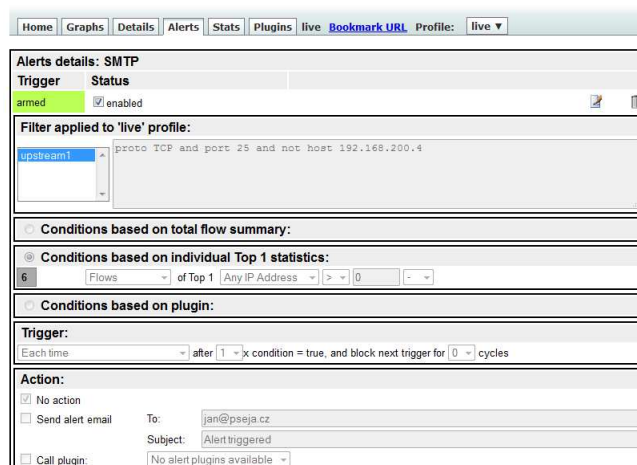 Home Graphs Details Alerts Stats Plugins live Bookmark URL Profile: live ▼
Alerts details: SMTP
Trigger Status
armed enabled
Filter applied to 'live' profile:
upstream1 proto TCP and port 25 and not host 192.168.200.4
Conditions based on total flow summary:
Conditions based on individual Top 1 statistics:
6 Flows of Top 1 Any IP Address > 0 -
Conditions based on plugin:
Trigger:
Each time after 1 x condition = true, and block next trigger for 0 cycles
Action:
No action
Send alert email To: jan@pseja.cz
Subject: Alert triggered
Call plugin: No alert plugins available